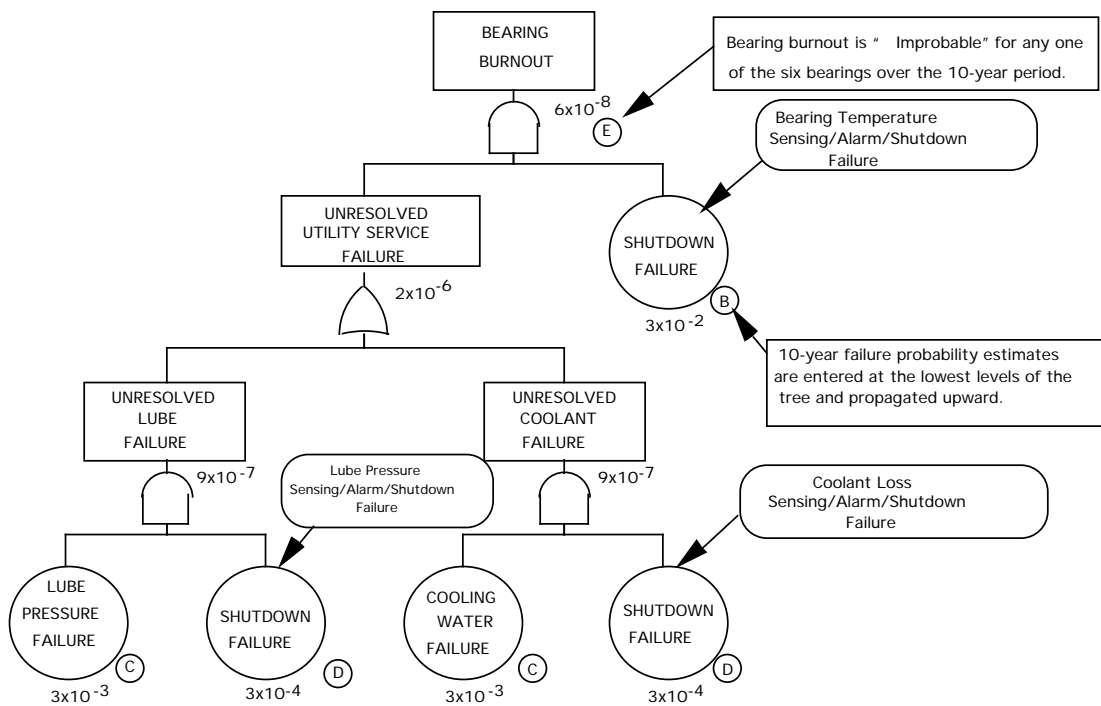 BEARING
BURNOUT
Bearing burnout is “ Improbable” for any one
of the six bearings over the 10-year period.
6x10-8
E
Bearing Temperature
Sensing/Alarm/Shutdown
Failure
UNRESOLVED
UTILITY SERVICE
FAILURE
SHUTDOWN
FAILURE
2x10-6
B
3x10-2
10-year failure probability estimates
are entered at the lowest levels of the
tree and propagated upward.
UNRESOLVED
LUBE
FAILURE
UNRESOLVED
COOLANT
FAILURE
9x10-7
Lube Pressure
Sensing/Alarm/Shutdown
Failure
9x10-7
Coolant Loss
Sensing/Alarm/Shutdown
Failure
LUBE
PRESSURE
FAILURE
C
3x10-3
SHUTDOWN
FAILURE
D
3x10-4
COOLING
WATER
FAILURE
C
3x10-3
SHUTDOWN
FAILURE
D
3x10-4